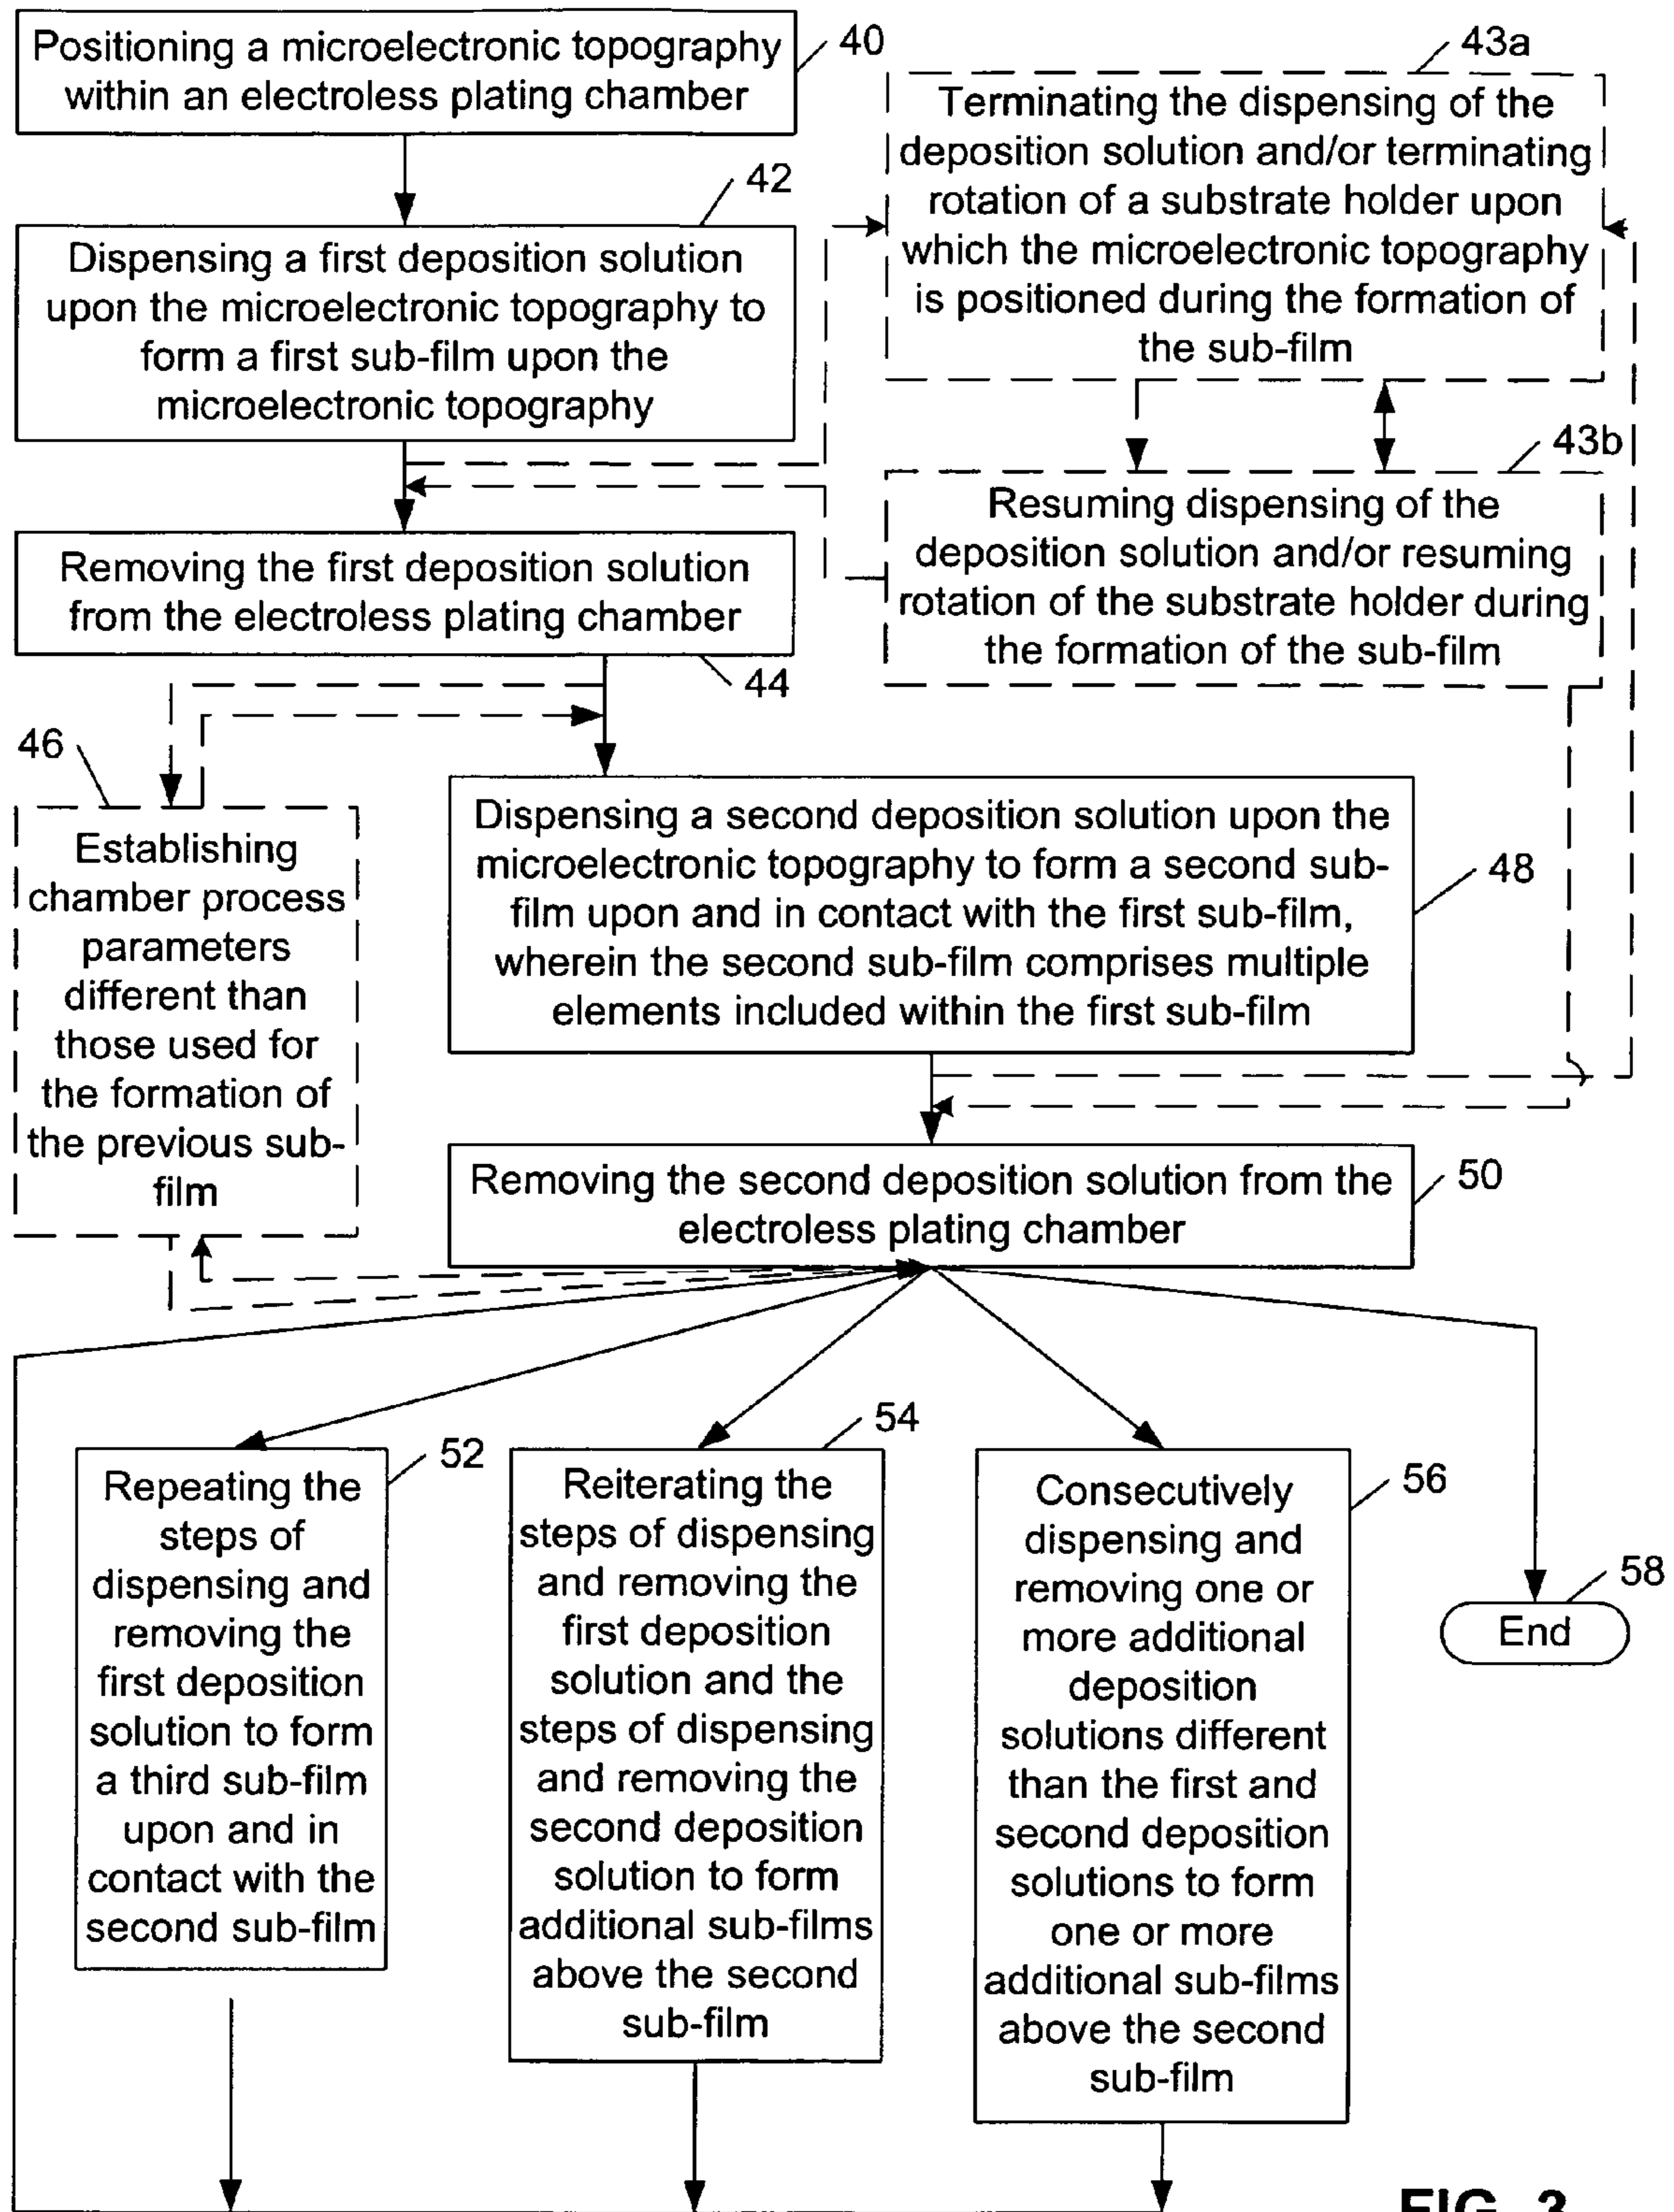 Positioning a microelectronic topography
within an electroless plating chamber
40
42
Dispensing a first deposition solution
upon the microelectronic topography to
form a first sub-film upon the
microelectronic topography
43a
Terminating the dispensing of the
deposition solution and/or terminating
rotation of a substrate holder upon
which the microelectronic topography
is positioned during the formation of
the sub-film
43b
Resuming dispensing of the
deposition solution and/or resuming
rotation of the substrate holder during
the formation of the sub-film
Removing the first deposition solution
from the electroless plating chamber
44
46
Establishing
chamber process
parameters
different than
those used for
the formation of
the previous sub-
film
Dispensing a second deposition solution upon the
microelectronic topography to form a second sub-
film upon and in contact with the first sub-film,
wherein the second sub-film comprises multiple
elements included within the first sub-film
48
Removing the second deposition solution from the
electroless plating chamber
50
52
Repeating the
steps of
dispensing and
removing the
first deposition
solution to form
a third sub-film
upon and in
contact with the
second sub-film
54
Reiterating the
steps of dispensing
and removing the
first deposition
solution and the
steps of dispensing
and removing the
second deposition
solution to form
additional sub-films
above the second
sub-film
56
Consecutively
dispensing and
removing one or
more additional
deposition
solutions different
than the first and
second deposition
solutions to form
one or more
additional sub-films
above the second
sub-film
58
End
FIG. 3